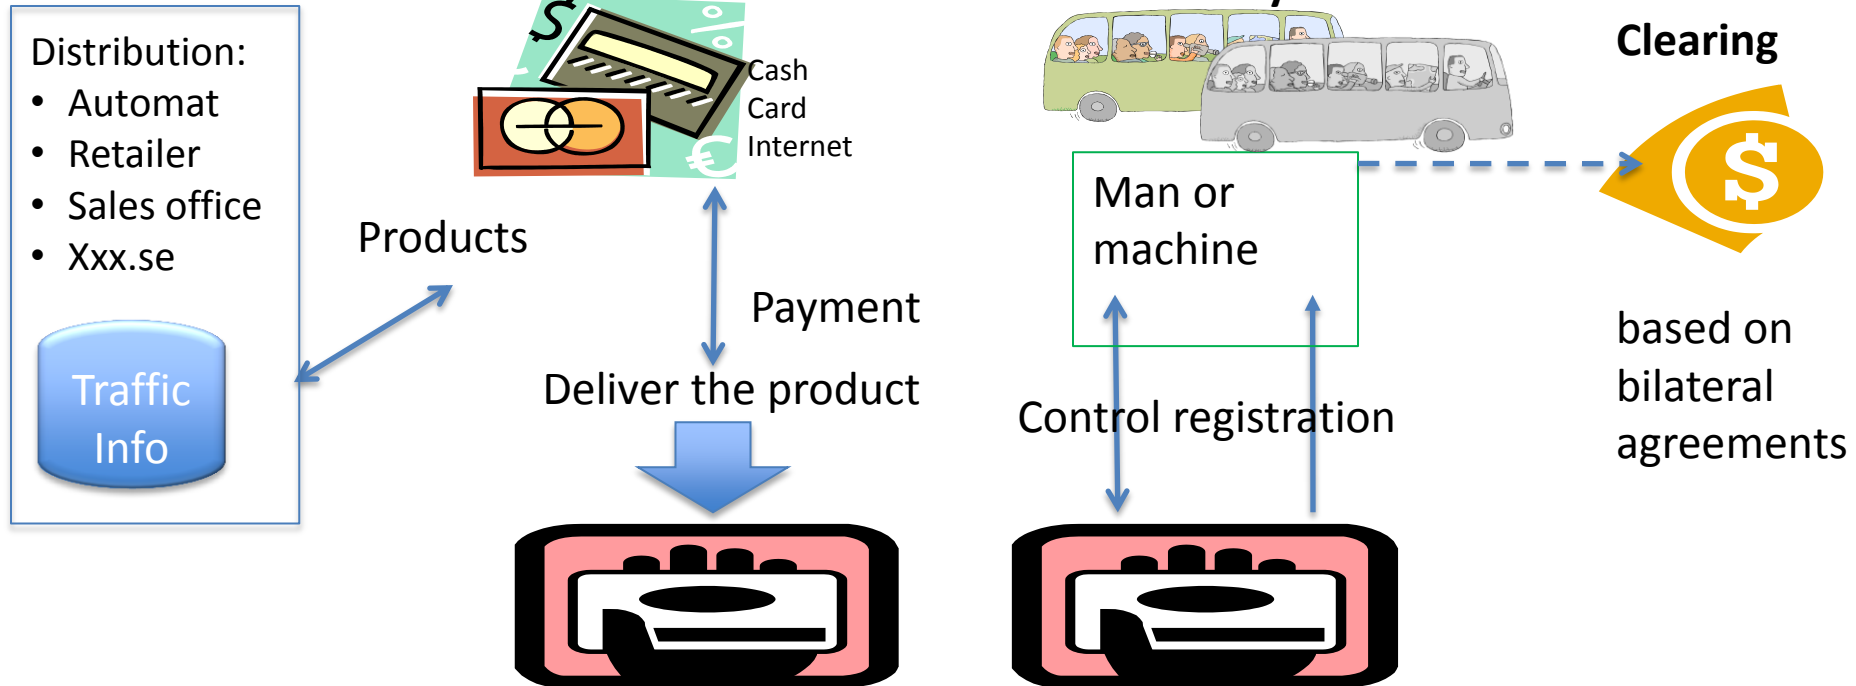 Distribution:
• Automat
• Retailer
• Sales office
• Xxx.se
Traffic
Info
Products
$
%
€
Cash
Card
Internet
Payment
Deliver the product
Man or
machine
Control registration
Clearing
$
based on
bilateral
agreements